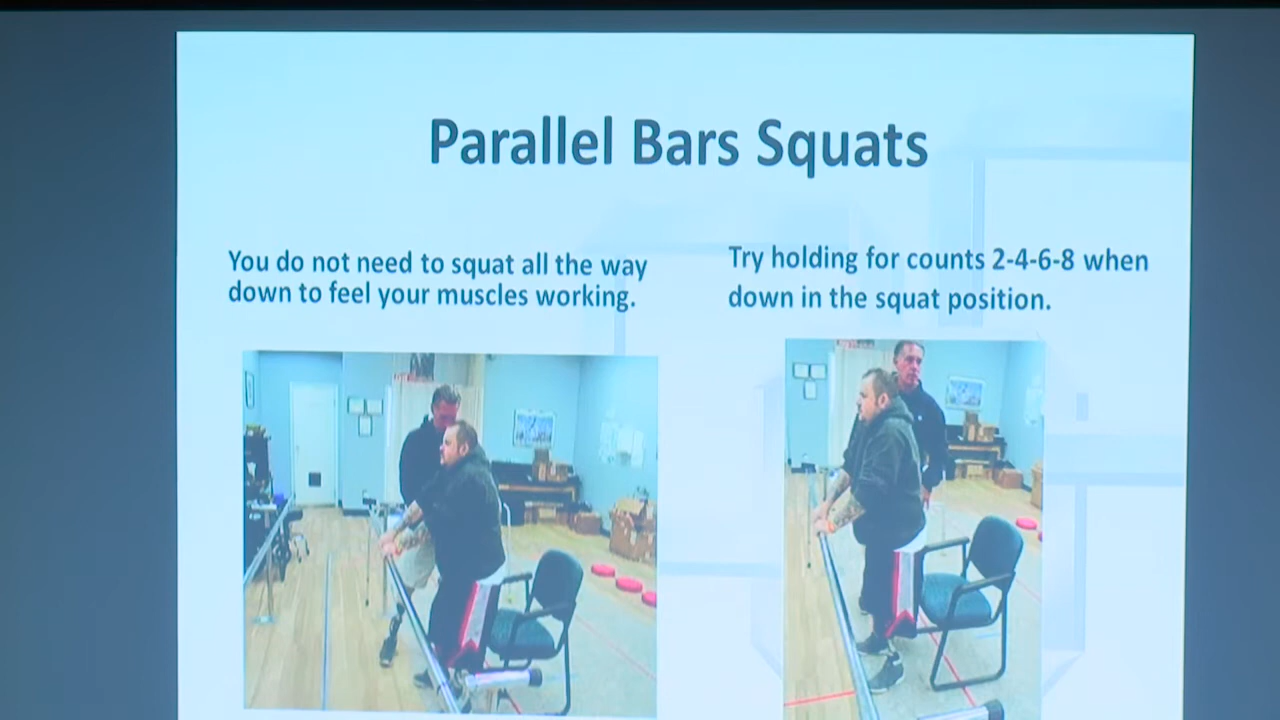 Parallel Bars Squats
You do not need to squat all the way
down to feel your muscles working.
Try holding for counts 2-4-6-8 when
down in the squat position.